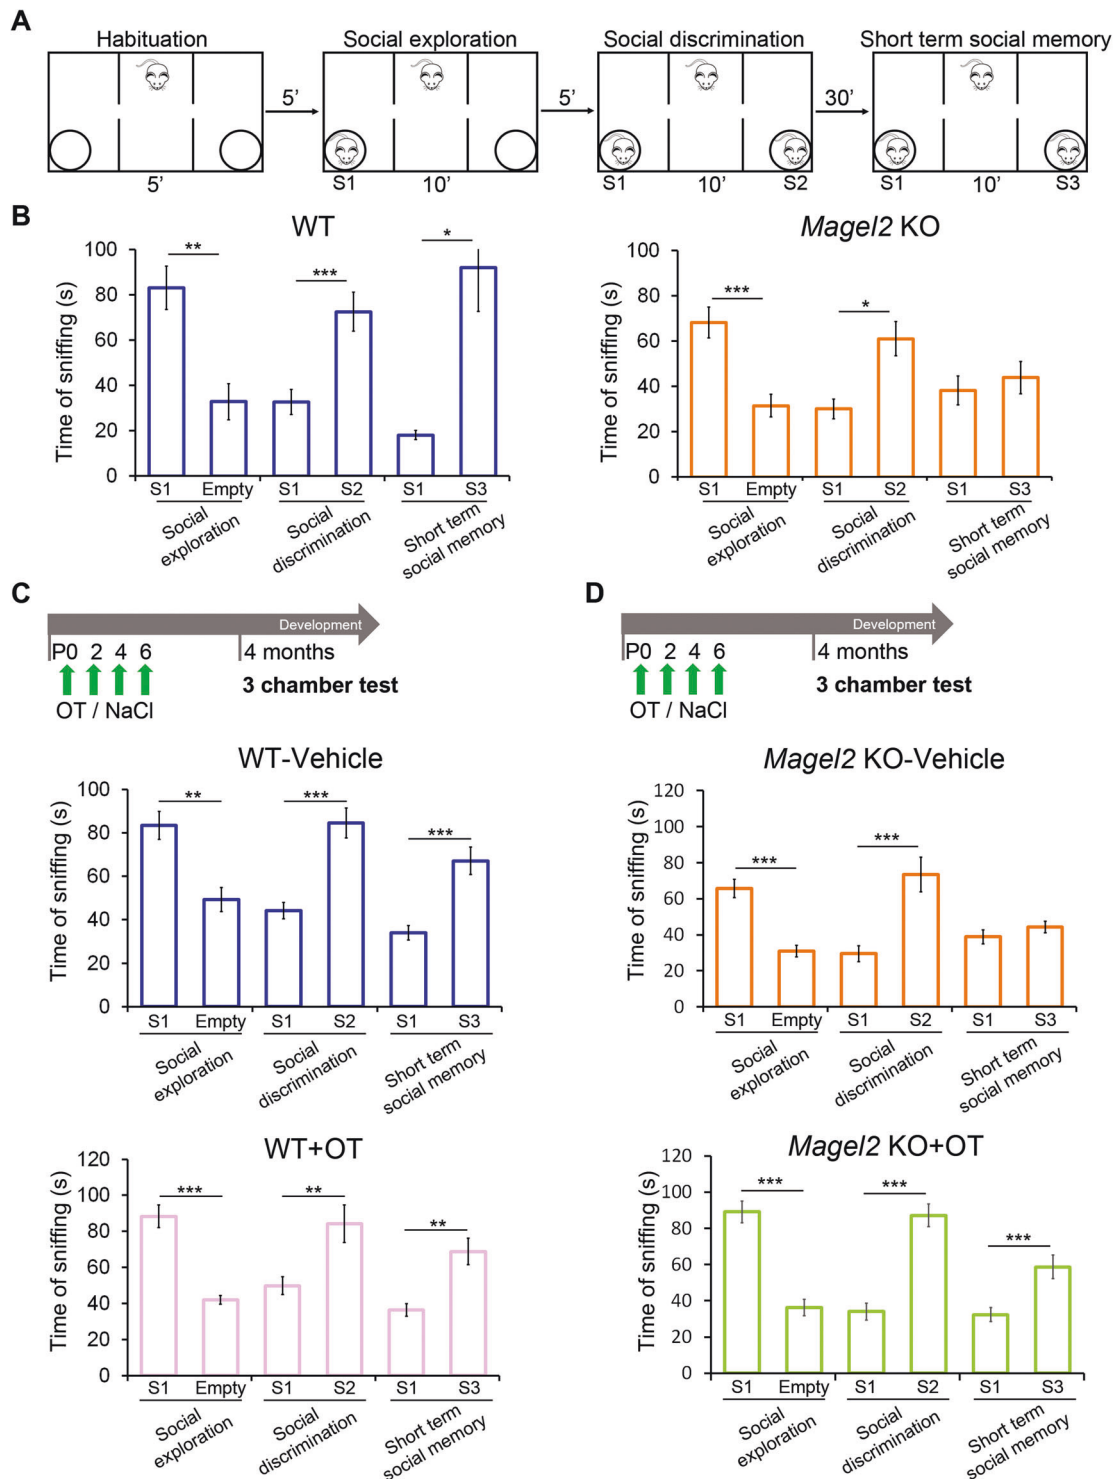 A
Habituation
Social exploration
Social discrimination
Short term social memory
5’
5’
30’
5’
S1
10’
S1
10’
S2
S1
10’
S3
B
WT
Time of sniffing (s)
100
80
60
40
20
0
**
***
*
S1
Empty
S1
S2
S1
S3
Social
exploration
Social
discrimination
Short term
social memory
Magel2 KO
Time of sniffing (s)
100
80
60
40
20
0
***
*
S1
Empty
S1
S2
S1
S3
Social
exploration
Social
discrimination
Short term
social memory
C
Development
P0 2 4 6
4 months
3 chamber test
OT / NaCl
WT-Vehicle
Time of sniffing (s)
100
80
60
40
20
0
**
***
***
S1
Empty
S1
S2
S1
S3
Social
exploration
Social
discrimination
Short term
social memory
WT+OT
Time of sniffing (s)
120
100
80
60
40
20
0
***
**
**
S1
Empty
S1
S2
S1
S3
Social
exploration
Social
discrimination
Short term
social memory
D
Development
P0 2 4 6
4 months
3 chamber test
OT / NaCl
Magel2 KO-Vehicle
Time of sniffing (s)
120
100
80
60
40
20
0
***
***
S1
Empty
S1
S2
S1
S3
Social
exploration
Social
discrimination
Short term
social memory
Magel2 KO+OT
Time of sniffing (s)
120
100
80
60
40
20
0
***
***
***
S1
Empty
S1
S2
S1
S3
Social
exploration
Social
discrimination
Short term
social memory